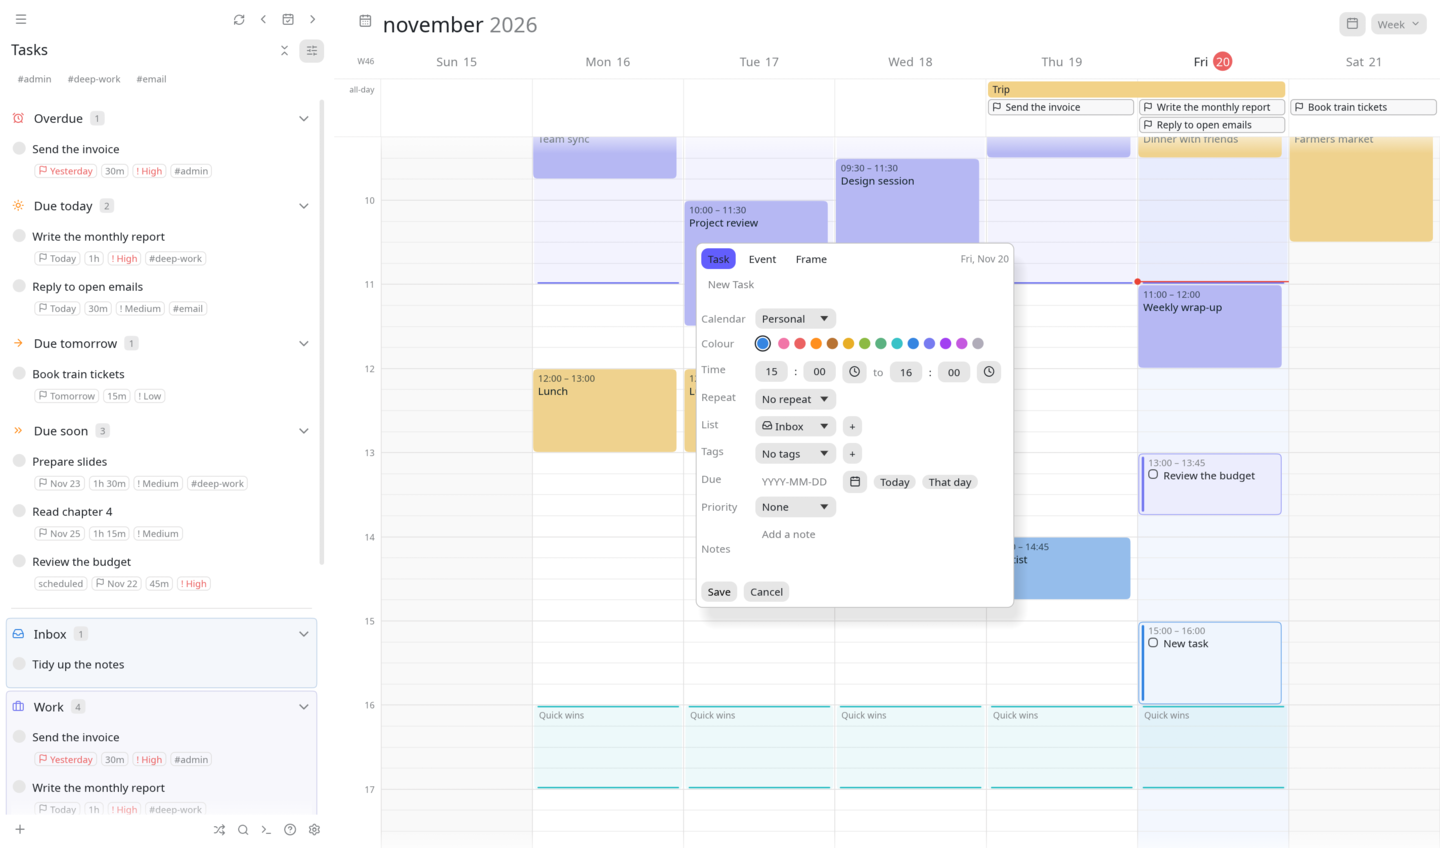 november 2026
Week
Tasks
#admin #deep-work #email
Overdue 1
Send the invoice
Yesterday 30m ! High #admin
Due today 2
Write the monthly report
Today 1h ! High #deep-work
Reply to open emails
Today 30m ! Medium #email
Due tomorrow 1
Book train tickets
Tomorrow 15m ! Low
Due soon 3
Prepare slides
Nov 23 1h 30m ! Medium #deep-work
Read chapter 4
Nov 25 1h 15m ! Medium
Review the budget
scheduled Nov 22 45m ! High
Inbox 1
Tidy up the notes
Work 4
Send the invoice
Yesterday 30m ! High #admin
Write the monthly report
Today 1h ! High #deep-work
W46 Sun 15 Mon 16 Tue 17 Wed 18 Thu 19 Fri 20 Sat 21
all-day
Trip
Send the invoice
Write the monthly report
Book train tickets
Reply to open emails
Team sync
Dinner with friends
Farmers market
09:30 – 11:30
Design session
10
10:00 – 11:30
Project review
11
11:00 – 12:00
Weekly wrap-up
12
12:00 – 13:00
Lunch
13
13:00 – 13:45
Review the budget
14
– 14:45
15
15:00 – 16:00
New task
16
Quick wins
Quick wins
Quick wins
Quick wins
Quick wins
17
Task Event Frame Fri, Nov 20
New Task
Calendar Personal
Colour
Time 15 : 00 to 16 : 00
Repeat No repeat
List Inbox +
Tags No tags +
Due YYYY-MM-DD Today That day
Priority None
Add a note
Notes
Save Cancel